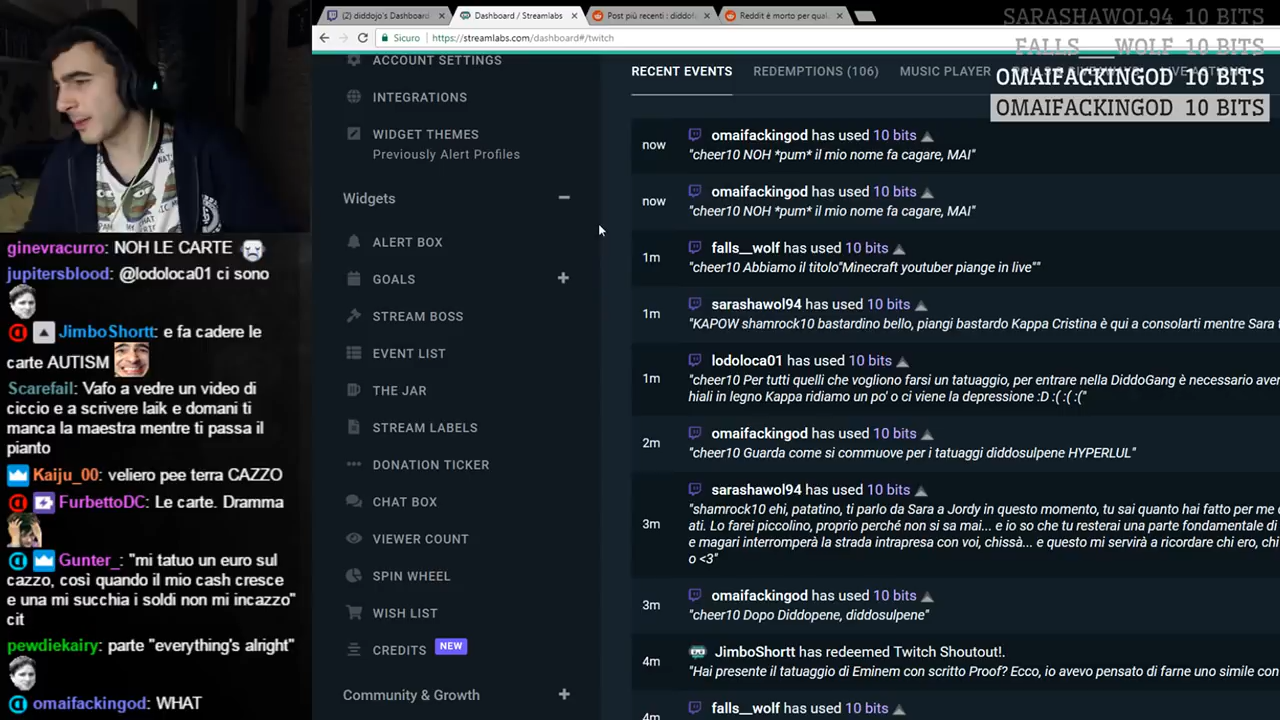 (2) diddojo's Dashboard
Dashboard / Streamlabs
Post più recenti : diddof
Reddit è morto per qual
Sicuro
https://streamlabs.com/dashboard#/twitch
SARASHAWOL94 10 BITS
FALLS__WOLF 10 BITS
OMAIFACKINGOD 10 BITS
OMAIFACKINGOD 10 BITS
ACCOUNT SETTINGS
INTEGRATIONS
WIDGET THEMES
Previously Alert Profiles
Widgets
ALERT BOX
GOALS
STREAM BOSS
EVENT LIST
THE JAR
STREAM LABELS
DONATION TICKER
CHAT BOX
VIEWER COUNT
SPIN WHEEL
WISH LIST
CREDITS NEW
Community & Growth
RECENT EVENTS
REDEMPTIONS (106)
MUSIC PLAYER
now
omaifackingod has used 10 bits
"cheer10 NOH *pum* il mio nome fa cagare, MAI"
now
omaifackingod has used 10 bits
"cheer10 NOH *pum* il mio nome fa cagare, MAI"
1m
falls__wolf has used 10 bits
"cheer10 Abbiamo il titolo"Minecraft youtuber piange in live""
1m
sarashawol94 has used 10 bits
"KAPOW shamrock10 bastardino bello, piangi bastardo Kappa Cristina è qui a consolarti mentre Sara
1m
lodoloca01 has used 10 bits
"cheer10 Per tutti quelli che vogliono farsi un tatuaggio, per entrare nella DiddoGang è necessario aver
hiali in legno Kappa ridiamo un po' o ci viene la depressione :D :( :( :("
2m
omaifackingod has used 10 bits
"cheer10 Guarda come si commuove per i tatuaggi diddosulpene HYPERLUL"
3m
sarashawol94 has used 10 bits
"shamrock10 ehi, patatino, ti parlo da Sara a Jordy in questo momento, tu sai quanto hai fatto per me
ati. Lo farei piccolino, proprio perché non si sa mai... e io so che tu resterai una parte fondamentale di
e magari interromperà la strada intrapresa con voi, chissà... e questo mi servirà a ricordare chi ero, chi
o <3"
3m
omaifackingod has used 10 bits
"cheer10 Dopo Diddopene, diddosulpene"
4m
JimboShortt has redeemed Twitch Shoutout!.
"Hai presente il tatuaggio di Eminem con scritto Proof? Ecco, io avevo pensato di farne uno simile con
4m
falls__wolf has used 10 bits
ginevracurro: NOH LE CARTE
jupitersblood: @lodoloca01 ci sono
JimboShortt: e fa cadere le
carte AUTISM
Scarefail: Vafo a vedre un video di
ciccio e a scrivere laik e domani ti
manca la maestra mentre ti passa il
pianto
Kaiju_00: veliero pee terra CAZZO
FurbettoDC: Le carte. Dramma
Gunter_: "mi tatuo un euro sul
cazzo, così quando il mio cash cresce
e una mi succhia i soldi non mi incazzo"
cit
pewdiekairy: parte "everything's alright"
omaifackingod: WHAT